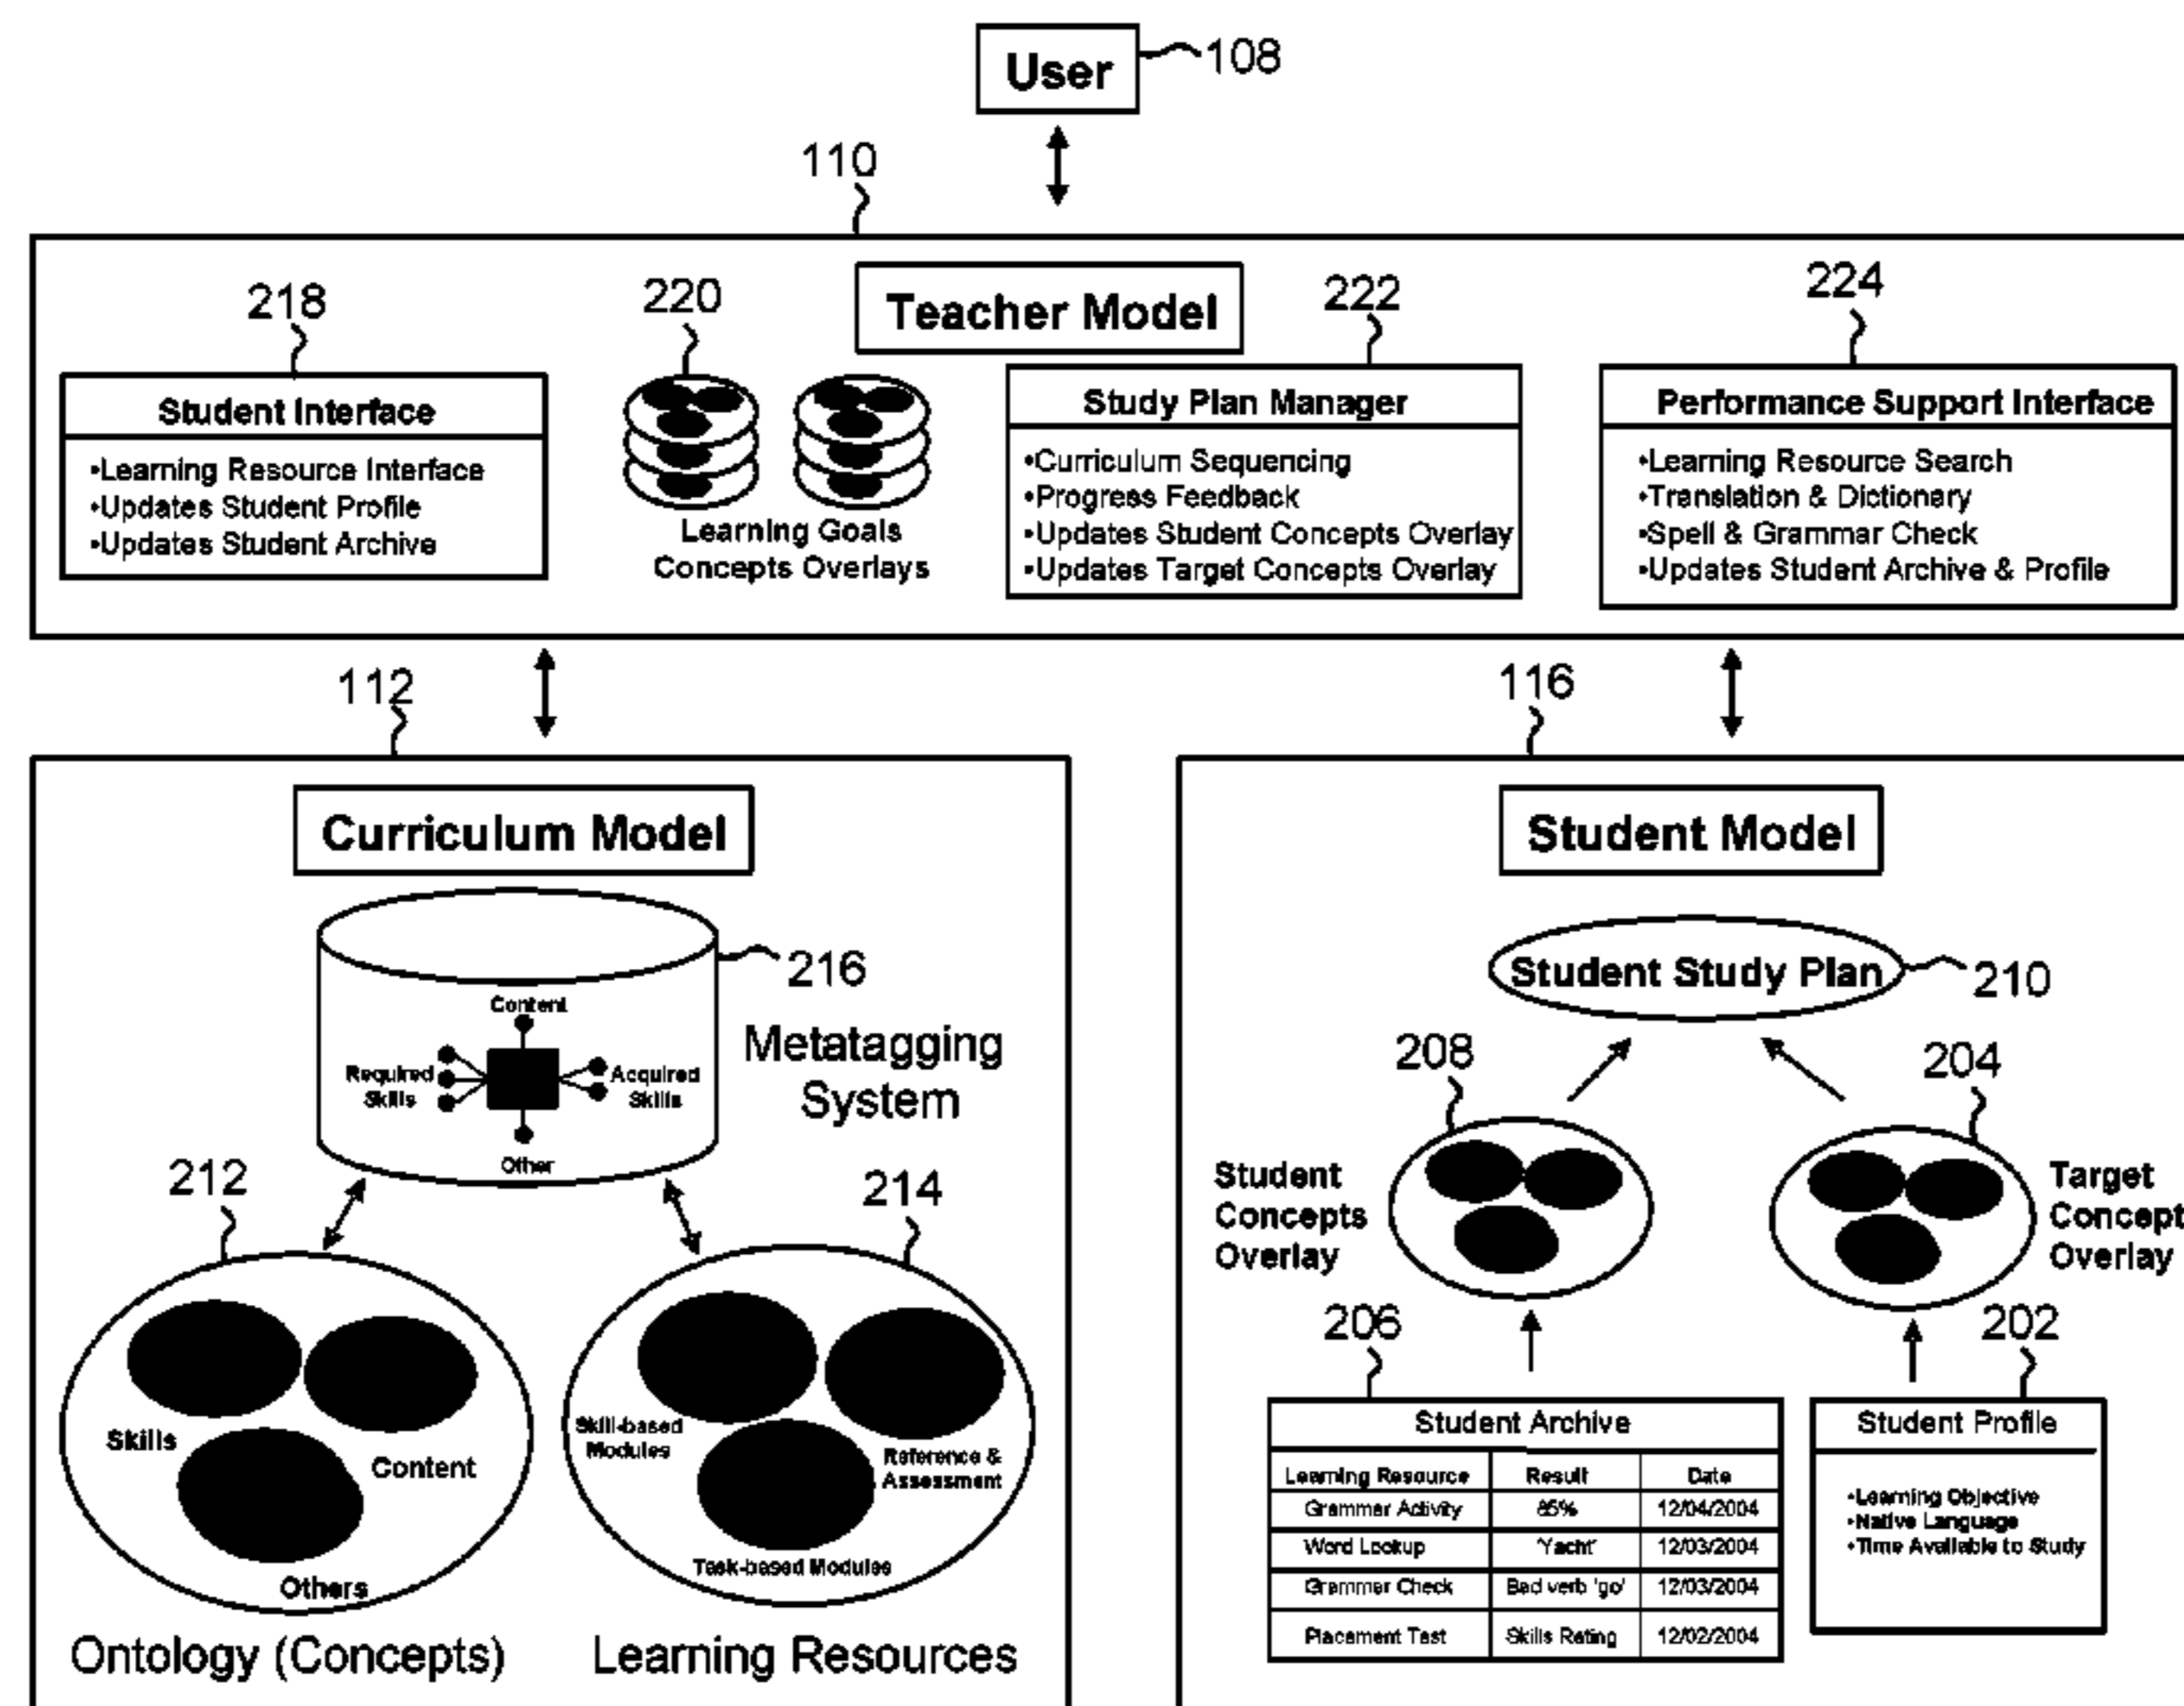 User
108
110
Teacher Model
218
220
222
224
Student Interface
•Learning Resource Interface
•Updates Student Profile
•Updates Student Archive
Learning Goals
Concepts Overlays
Study Plan Manager
•Curriculum Sequencing
•Progress Feedback
•Updates Student Concepts Overlay
•Updates Target Concepts Overlay
Performance Support Interface
•Learning Resource Search
•Translation & Dictionary
•Spell & Grammar Check
•Updates Student Archive & Profile
112
Curriculum Model
216
Content
Required
Skills
Acquired
Skills
Other
Metatagging
System
212
214
Skills
Content
Others
Ontology (Concepts)
Skill-based
Modules
Reference &
Assessment
Task-based Modules
Learning Resources
116
Student Model
Student Study Plan
210
208
204
Student
Concepts
Overlay
Target
Concept
Overlay
206
202
Student Archive
Learning Resource Result Date
Grammar Activity 85% 12/04/2004
Word Lookup 'Yacht' 12/03/2004
Grammar Check Bad verb 'go' 12/03/2004
Placement Test Skills Rating 12/02/2004
Student Profile
•Learning Objective
•Native Language
•Time Available to Study